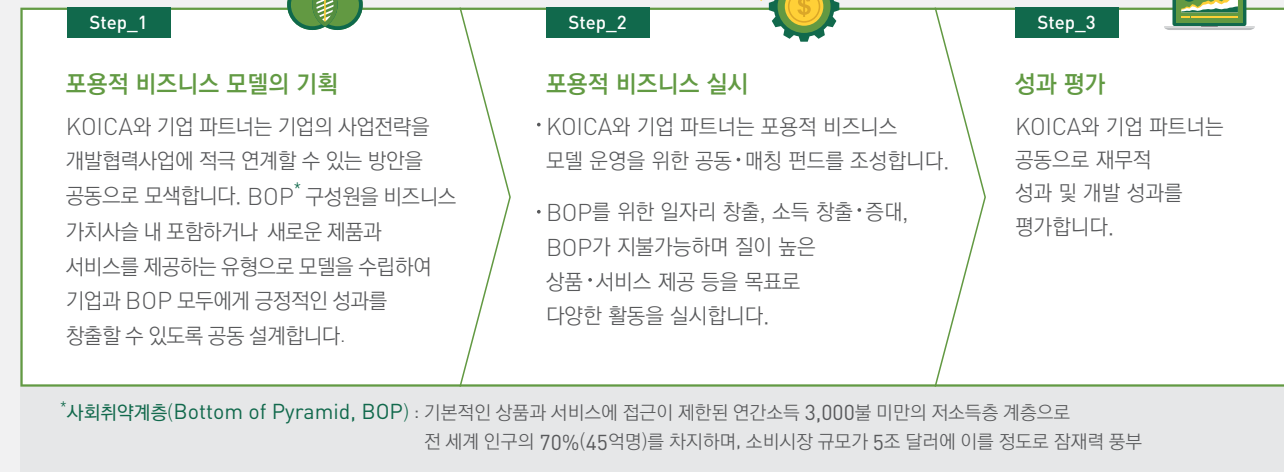 Step_1
포용적 비즈니스 모델의 기획
KOICA와 기업 파트너는 기업의 사업전략을
개발협력사업에 적극 연계할 수 있는 방안을
공동으로 모색합니다. BOP* 구성원을 비즈니스
가치사슬 내 포함하거나 새로운 제품과
서비스를 제공하는 유형으로 모델을 수립하여
기업과 BOP 모두에게 긍정적인 성과를
창출할 수 있도록 공동 설계합니다.
Step_2
포용적 비즈니스 실시
·KOICA와 기업 파트너는 포용적 비즈니스
모델 운영을 위한 공동·매칭 펀드를 조성합니다.
·BOP를 위한 일자리 창출, 소득 창출·증대,
BOP가 지불가능하며 질이 높은
상품·서비스 제공 등을 목표로
다양한 활동을 실시합니다.
Step_3
성과 평가
KOICA와 기업 파트너는
공동으로 재무적
성과 및 개발 성과를
평가합니다.
*사회취약계층(Bottom of Pyramid, BOP) : 기본적인 상품과 서비스에 접근이 제한된 연간소득 3,000불 미만의 저소득층 계층으로
전 세계 인구의 70%(45억명)를 차지하며, 소비시장 규모가 5조 달러에 이를 정도로 잠재력 풍부